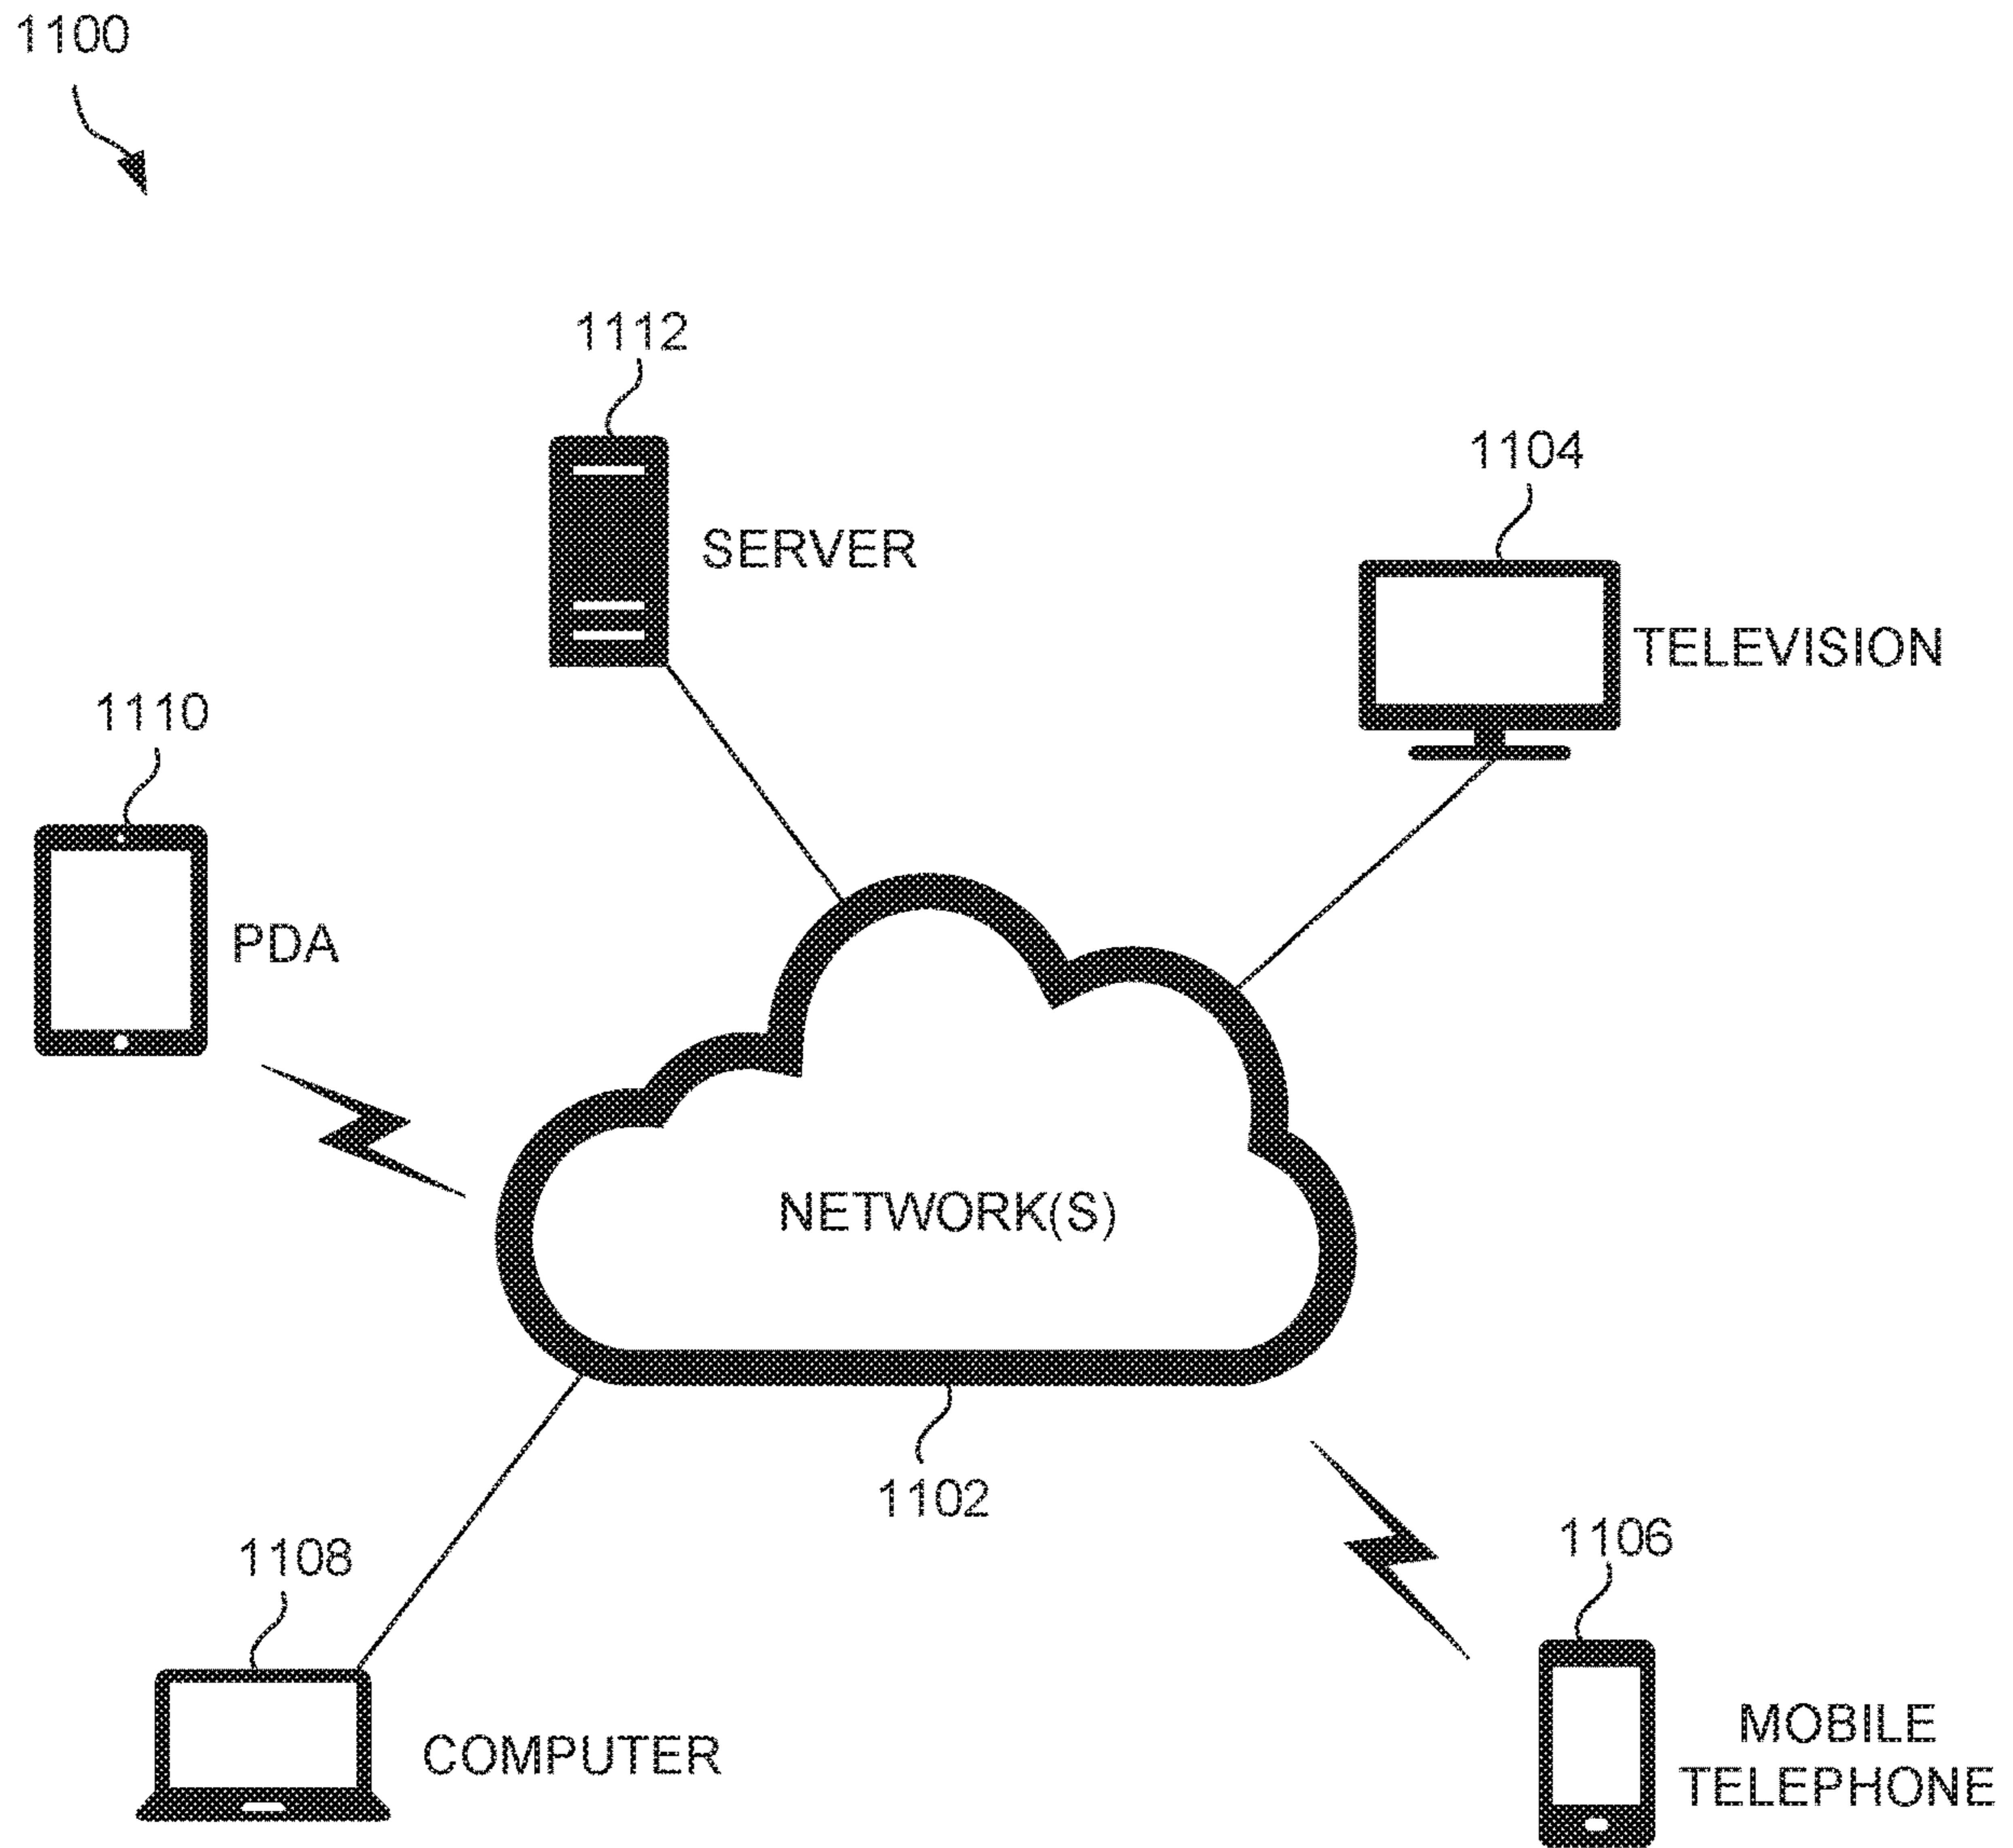 1100
1112
SERVER
1104
TELEVISION
1110
PDA
NETWORK(S)
1102
1108
COMPUTER
1106
MOBILE
TELEPHONE